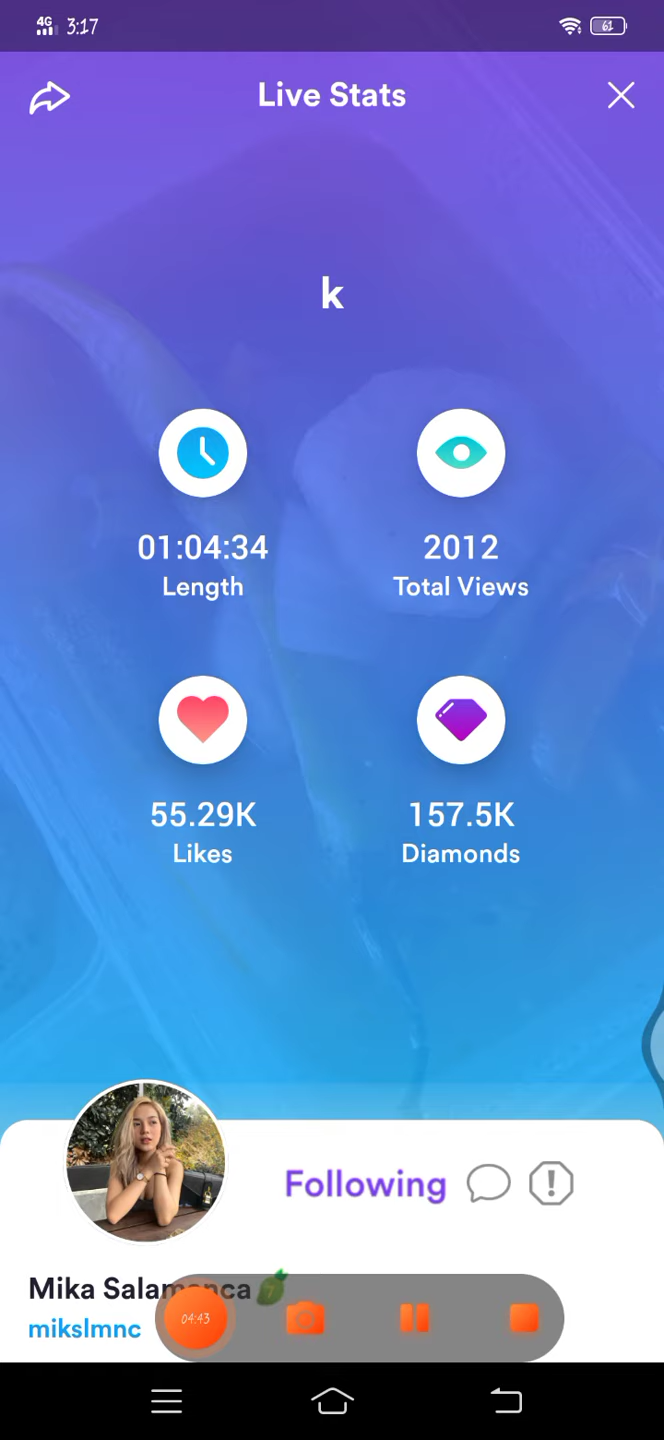 4G 3:17 61
Live Stats
k
01:04:34
Length
2012
Total Views
55.29K
Likes
157.5K
Diamonds
Following
Mika Salamanca 7
mikslmnc
04:43